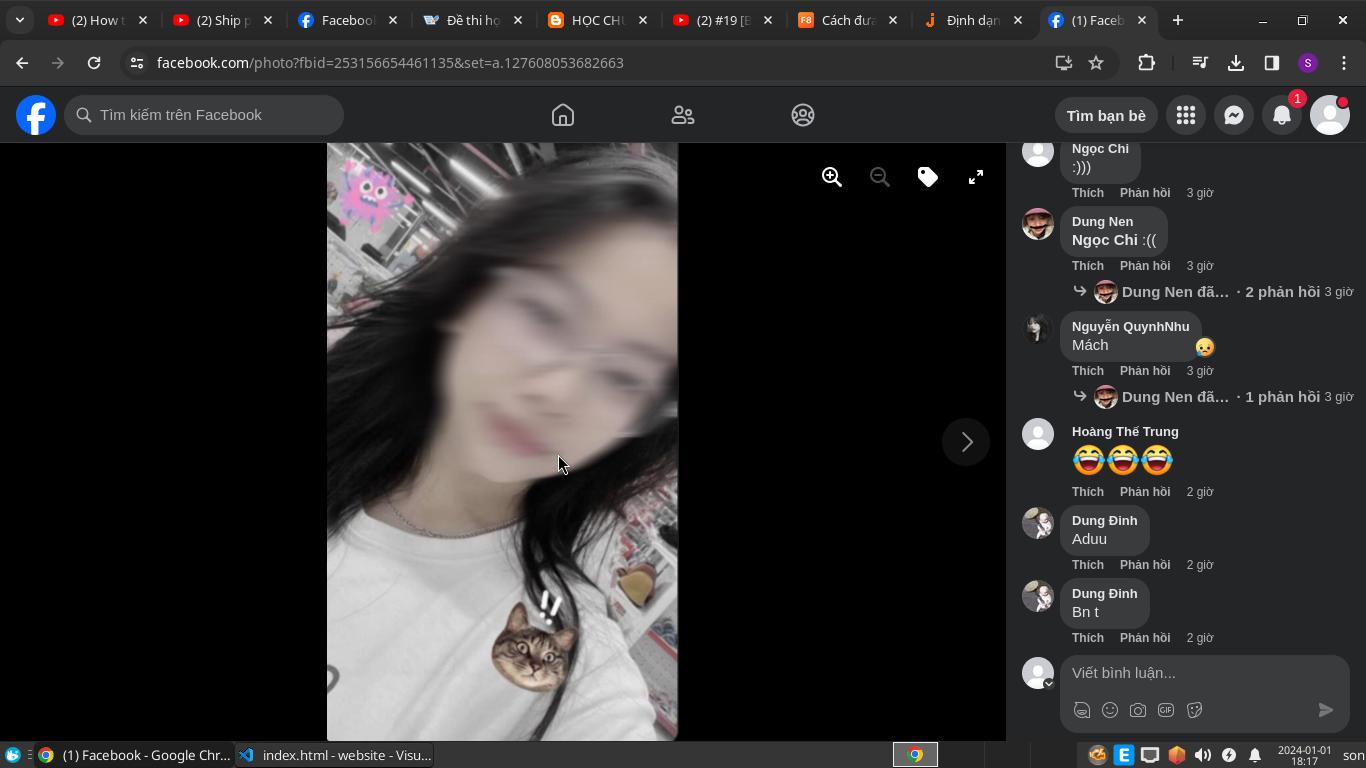 (2) How t
(2) Ship p
Facebool
Đề thi họ
HỌC CHU
(2) #19 [B
Cách đưa
Định dạn
(1) Faceb
facebook.com/photo?fbid=253156654461135&set=a.127608053682663
S
Tìm kiếm trên Facebook
Tìm bạn bè
1
Ngọc Chi
:)))
Thích Phản hồi 3 giờ
Dung Nen
Ngọc Chi :((
Thích Phản hồi 3 giờ
Dung Nen đã... · 2 phản hồi 3 giờ
Nguyễn QuynhNhu
Mách
Thích Phản hồi 3 giờ
Dung Nen đã... · 1 phản hồi 3 giờ
Hoàng Thế Trung
😂😂😂
Thích Phản hồi 2 giờ
Dung Đinh
Aduu
Thích Phản hồi 2 giờ
Dung Đinh
Bn t
Thích Phản hồi 2 giờ
Viết bình luận...
GIF
(1) Facebook - Google Chr...
index.html - website - Visu...
E
2024-01-01
18:17
son